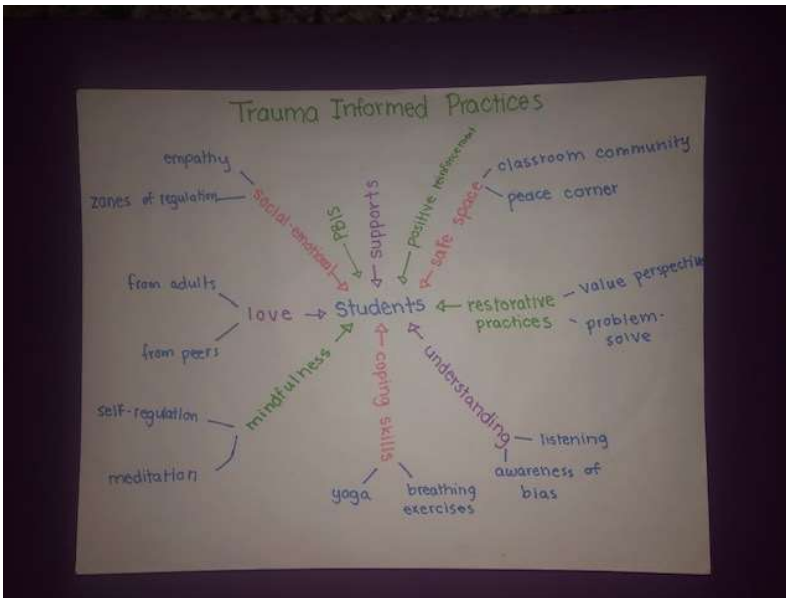 Trauma Informed Practices
empathy
zones of regulation
social-emotional
PBIS
supports
positive reinforcement
safe space
classroom community
peace corner
from adults
from peers
love
students
restorative
practices
value perspective
problem-
solve
mindfulness
self-regulation
meditation
coping skills
yoga
breathing
exercises
understanding
listening
awareness of
bias